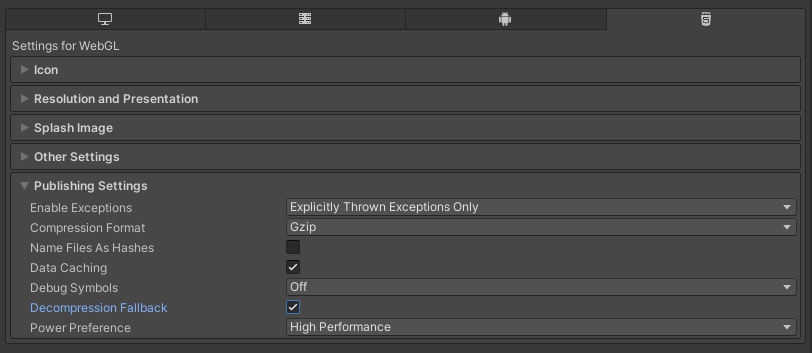 Settings for WebGL
Icon
Resolution and Presentation
Splash Image
Other Settings
Publishing Settings
Enable Exceptions Explicitly Thrown Exceptions Only
Compression Format Gzip
Name Files As Hashes
Data Caching
Debug Symbols Off
Decompression Fallback
Power Preference High Performance